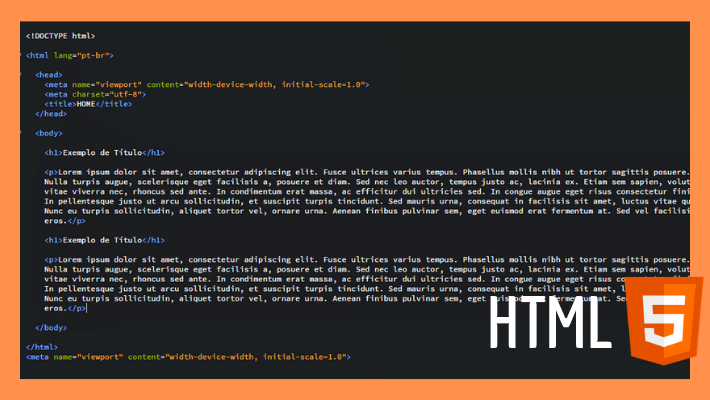 <!DOCTYPE html>
<html lang="pt-br">
<head>
<meta name="viewport" content="width-device-width, initial-scale=1.0">
<meta charset="utf-8">
<title>HOME</title>
</head>
<body>
<h1>Exemplo de Título</h1>
<p>Lorem ipsum dolor sit amet, consectetur adipiscing elit. Fusce ultrices varius tempus. Phasellus mollis nibh ut tortor sagittis posuere.
Nulla turpis augue, scelerisque eget facilisis a, posuere et diam. Sed nec leo auctor, tempus justo ac, lacinia ex. Etiam sem sapien, volut
vitae viverra nec, rhoncus sed ante. In condimentum erat massa, ac efficitur dui ultricies sed. In congue augue eget risus consectetur fini
In pellentesque justo ut arcu sollicitudin, et suscipit turpis tincidunt. Sed mauris urna, consequat in facilisis sit amet, luctus vitae qu
Nunc eu turpis sollicitudin, aliquet tortor vel, ornare urna. Aenean finibus pulvinar sem, eget euismod erat fermentum at. Sed vel facilisi
eros.</p>
<h1>Exemplo de Título</h1>
<p>Lorem ipsum dolor sit amet, consectetur adipiscing elit. Fusce ultrices varius tempus. Phasellus mollis nibh ut tortor sagittis posuere.
Nulla turpis augue, scelerisque eget facilisis a, posuere et diam. Sed nec leo auctor, tempus justo ac, lacinia ex. Etiam sem sapien, volut
vitae viverra nec, rhoncus sed ante. In condimentum erat massa, ac efficitur dui ultricies sed. In congue augue eget risus
In pellentesque justo ut arcu sollicitudin, et suscipit turpis tincidunt. Sed mauris urna, consequat in facilisis sit amet,
Nunc eu turpis sollicitudin, aliquet tortor vel, ornare urna. Aenean finibus pulvinar sem, eget
eros.</p>
</body>
</html>
<meta name="viewport" content="width-device-width, initial-scale=1.0">
HTML 5